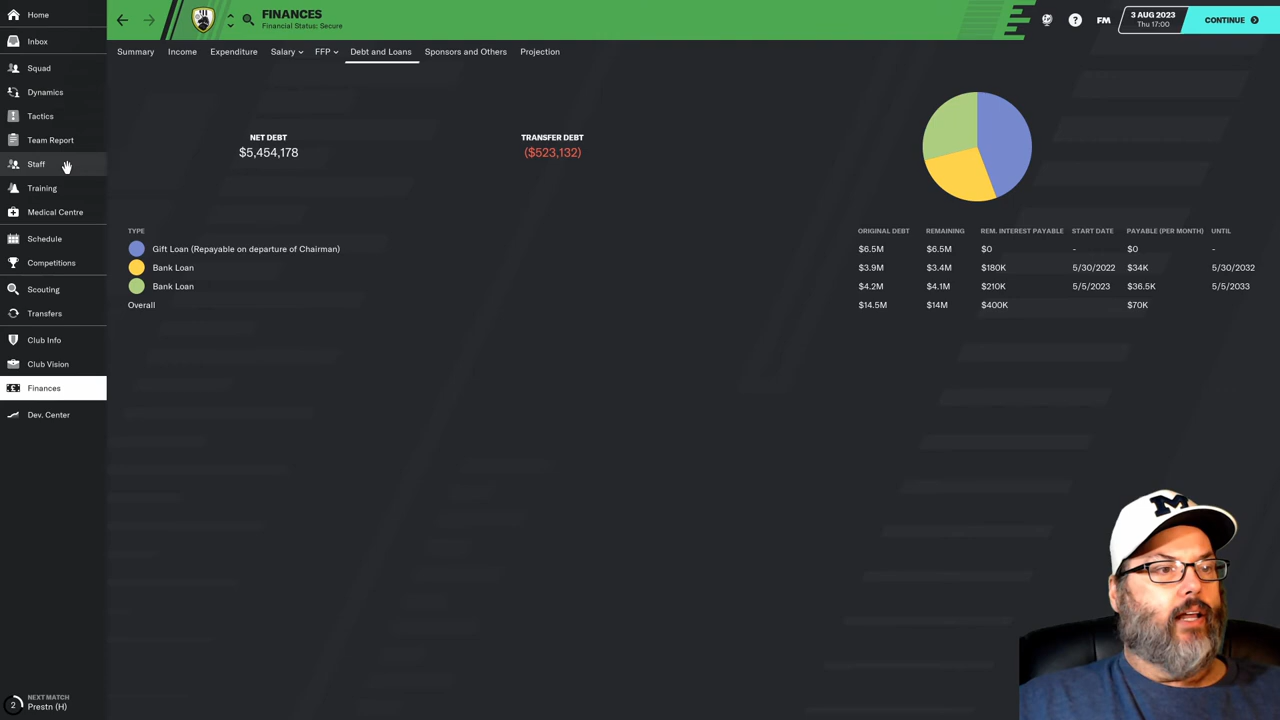 Home
Inbox
Squad
Dynamics
Tactics
Team Report
Staff
Training
Medical Centre
Schedule
Competitions
Scouting
Transfers
Club Info
Club Vision
Finances
Dev. Center
2
NEXT MATCH
Prestn (H)
FINANCES
Financial Status: Secure
? FM
3 AUG 2023
Thu 17:00
CONTINUE
Summary Income Expenditure Salary FFP Debt and Loans Sponsors and Others Projection
NET DEBT TRANSFER DEBT
$5,454,178 ($523,132)
TYPE ORIGINAL DEBT REMAINING REM. INTEREST PAYABLE START DATE PAYABLE (PER MONTH) UNTIL
Gift Loan (Repayable on departure of Chairman) $6.5M $6.5M $0 - $0 -
Bank Loan $3.9M $3.4M $180K 5/30/2022 $34K 5/30/2032
Bank Loan $4.2M $4.1M $210K 5/5/2023 $36.5K 5/5/2033
Overall $14.5M $14M $400K $70K
M